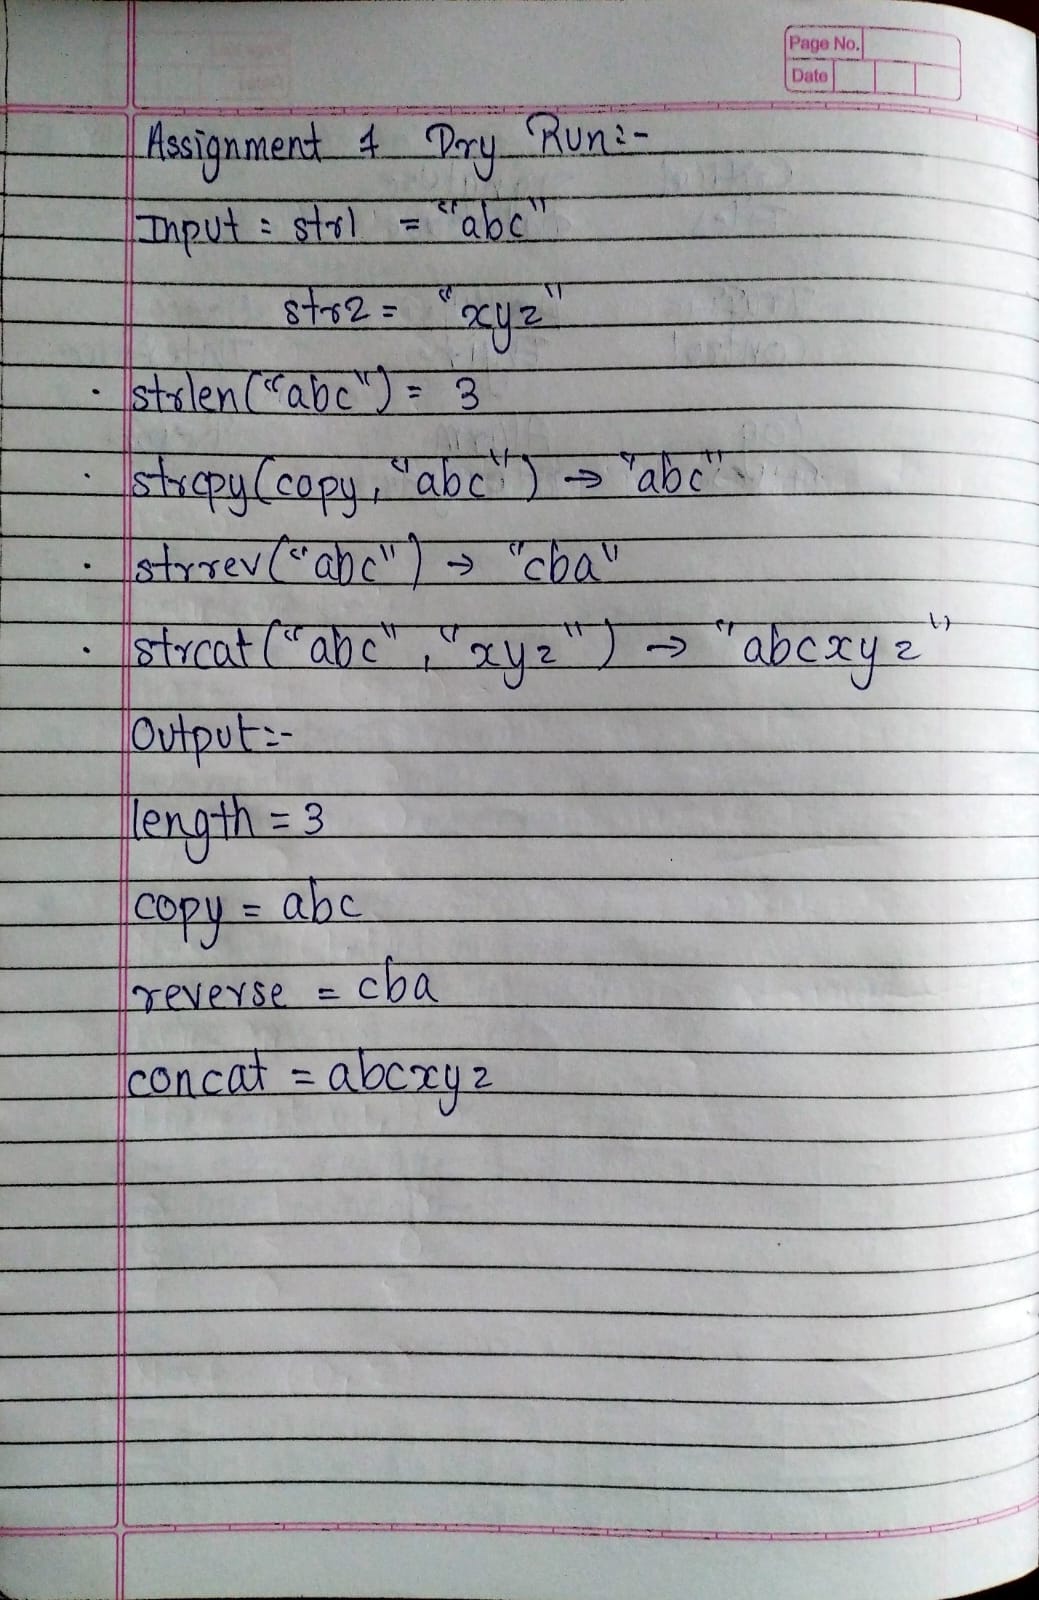 Page No.
Date
Assignment 1 Dry Run:-
Input = str1 = "abc"
str2 = "xyz"
• strlen("abc") = 3
• strcpy(copy, "abc") → "abc"
• strrev("abc") → "cba"
• strcat("abc", "xyz") → "abcxyz"
Output:-
length = 3
copy = abc
reverse = cba
concat = abcxyz